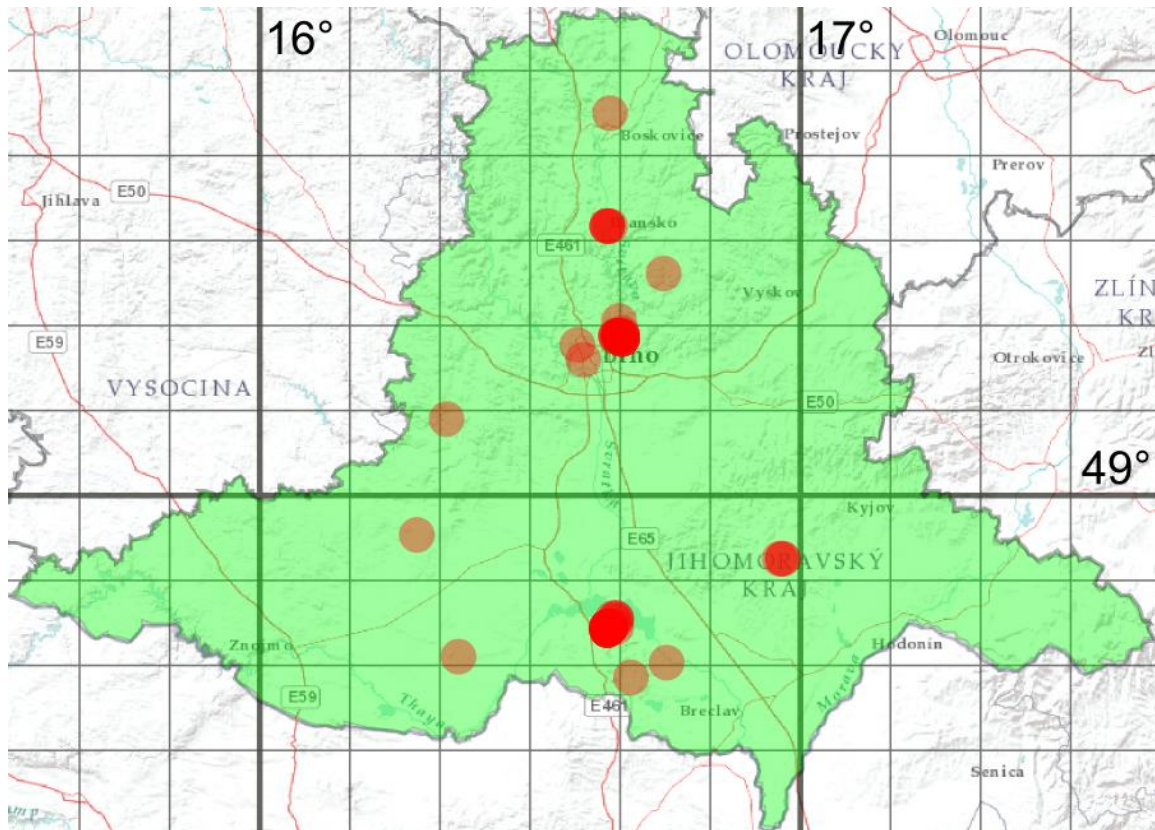 16°
17°
Olomouc
OLOMOUCKY
KRAJ
Boskovice
Prostejov
Prerov
E50
Jihlava
E461
Vyskov
ZLÍN
KR
E59
Brno
Otrokovice
VYSOCINA
E50
49°
Svratka
Kyjov
E65
JIHOMORAVSKÝ
KRAJ
Znojmo
Hodonin
Morava
E59
Thaya
E461
Breclav
Senica